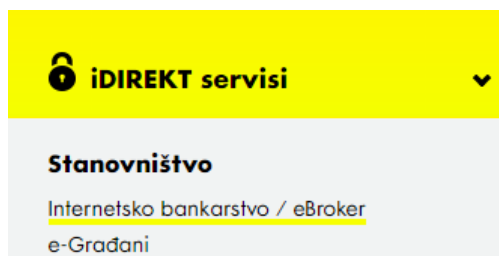 iDIREKT servisi
Stanovništvo
Internetsko bankarstvo / eBroker
e-Građani